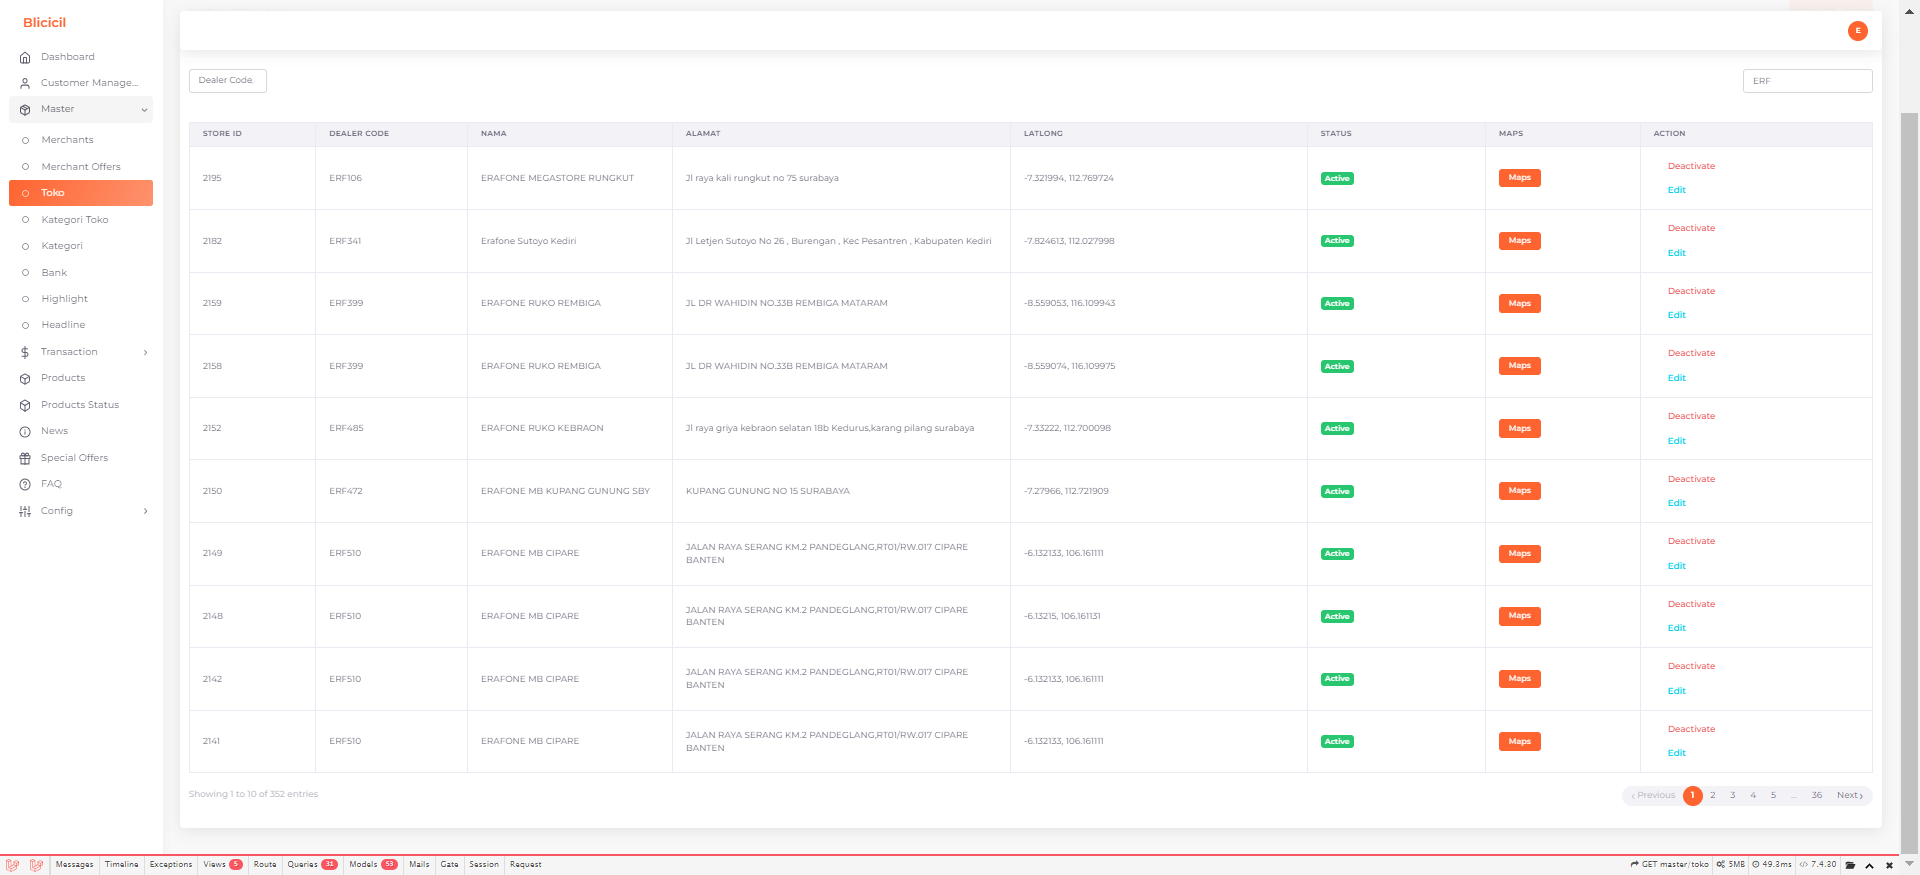 Blicicil
E
Dashboard
Customer Manage...
Master
Merchants
Merchant Offers
Toko
Kategori Toko
Kategori
Bank
Highlight
Headline
Transaction
Products
Products Status
News
Special Offers
FAQ
Config
Dealer Code
ERF
STORE ID DEALER CODE NAMA ALAMAT LATLONG STATUS MAPS ACTION
2195 ERF106 ERAFONE MEGASTORE RUNGKUT Jl raya kali rungkut no 75 surabaya -7.321994, 112.769724 Active Maps Deactivate
Edit
2182 ERF341 Erafone Sutoyo Kediri Jl Letjen Sutoyo No 26 , Burengan , Kec Pesantren , Kabupaten Kediri -7.824613, 112.027998 Active Maps Deactivate
Edit
2159 ERF399 ERAFONE RUKO REMBIGA JL DR WAHIDIN NO.33B REMBIGA MATARAM -8.559053, 116.109943 Active Maps Deactivate
Edit
2158 ERF399 ERAFONE RUKO REMBIGA JL DR WAHIDIN NO.33B REMBIGA MATARAM -8.559074, 116.109975 Active Maps Deactivate
Edit
2152 ERF485 ERAFONE RUKO KEBRAON Jl raya griya kebraon selatan 18b Kedurus,karang pilang surabaya -7.33222, 112.700098 Active Maps Deactivate
Edit
2150 ERF472 ERAFONE MB KUPANG GUNUNG SBY KUPANG GUNUNG NO 15 SURABAYA -7.27966, 112.721909 Active Maps Deactivate
Edit
2149 ERF510 ERAFONE MB CIPARE JALAN RAYA SERANG KM.2 PANDEGLANG,RT01/RW.017 CIPARE -6.132133, 106.161111 Active Maps Deactivate
BANTEN Edit
2148 ERF510 ERAFONE MB CIPARE JALAN RAYA SERANG KM.2 PANDEGLANG,RT01/RW.017 CIPARE -6.13215, 106.161131 Active Maps Deactivate
BANTEN Edit
2142 ERF510 ERAFONE MB CIPARE JALAN RAYA SERANG KM.2 PANDEGLANG,RT01/RW.017 CIPARE -6.132133, 106.161111 Active Maps Deactivate
BANTEN Edit
2141 ERF510 ERAFONE MB CIPARE JALAN RAYA SERANG KM.2 PANDEGLANG,RT01/RW.017 CIPARE -6.132133, 106.161111 Active Maps Deactivate
BANTEN Edit
Showing 1 to 10 of 352 entries
‹ Previous 1 2 3 4 5 ... 36 Next ›
Messages Timeline Exceptions Views 5 Route Queries 31 Models 53 Mails Gate Session Request GET master/toko 5MB 49.3ms 7.4.30